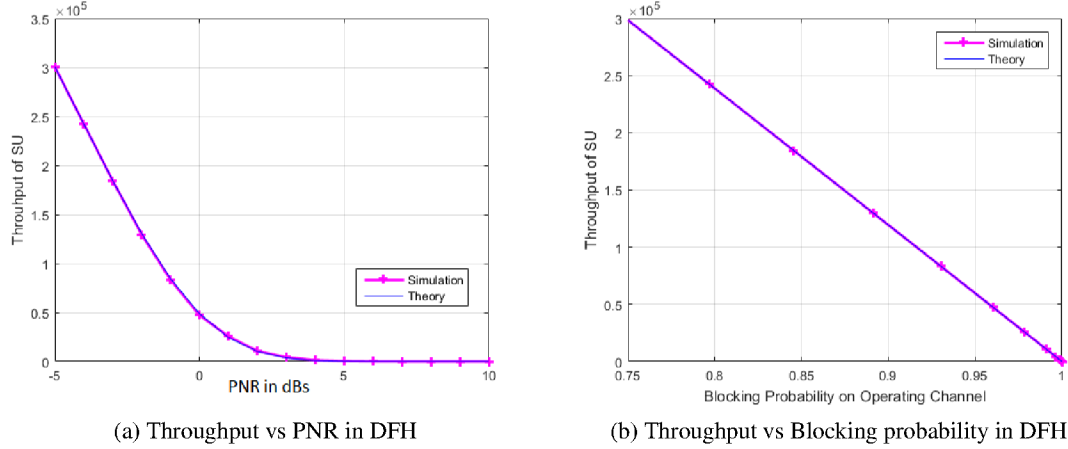 ×10^5
3.5
3
2.5
2
1.5
1
0.5
0
-5
0
5
10
Throuhput of SU
PNR in dBs
Simulation
Theory
(a) Throughput vs PNR in DFH
×10^5
3
2.5
2
1.5
1
0.5
0
0.75
0.8
0.85
0.9
0.95
1
Throughput of SU
Blocking Probability on Operating Channel
Simulation
Theory
(b) Throughput vs Blocking probability in DFH